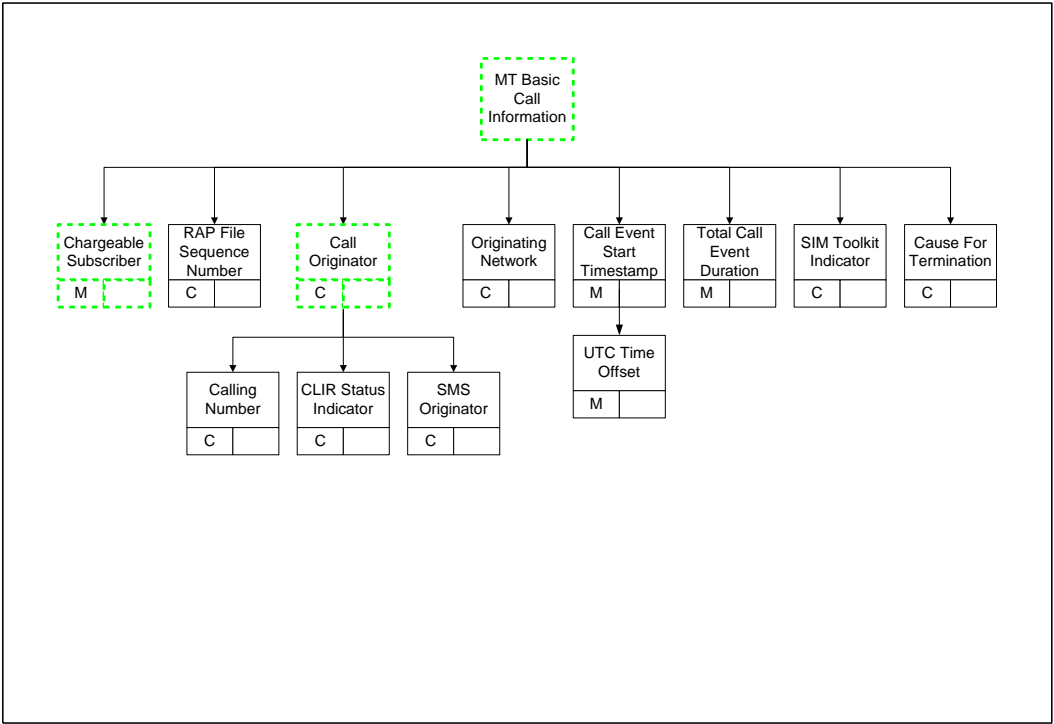 MT Basic
Call
Information
Chargeable
Subscriber
M
RAP File
Sequence
Number
C
Call
Originator
C
Originating
Network
C
Call Event
Start
Timestamp
M
Total Call
Event
Duration
M
SIM Toolkit
Indicator
C
Cause For
Termination
C
Calling
Number
C
CLIR Status
Indicator
C
SMS
Originator
C
UTC Time
Offset
M